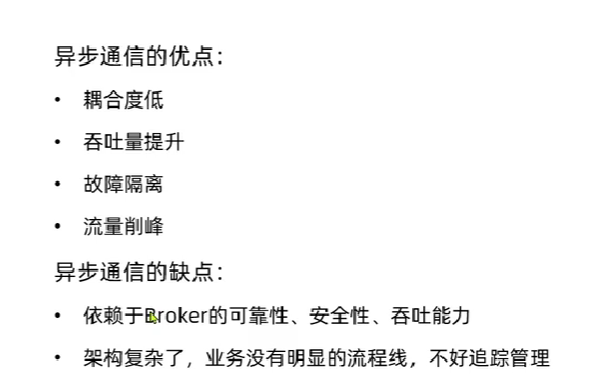 异步通信的优点：
• 耦合度低
• 吞吐量提升
• 故障隔离
• 流量削峰
异步通信的缺点：
• 依赖于Broker的可靠性、安全性、吞吐能力
• 架构复杂了，业务没有明显的流程线，不好追踪管理